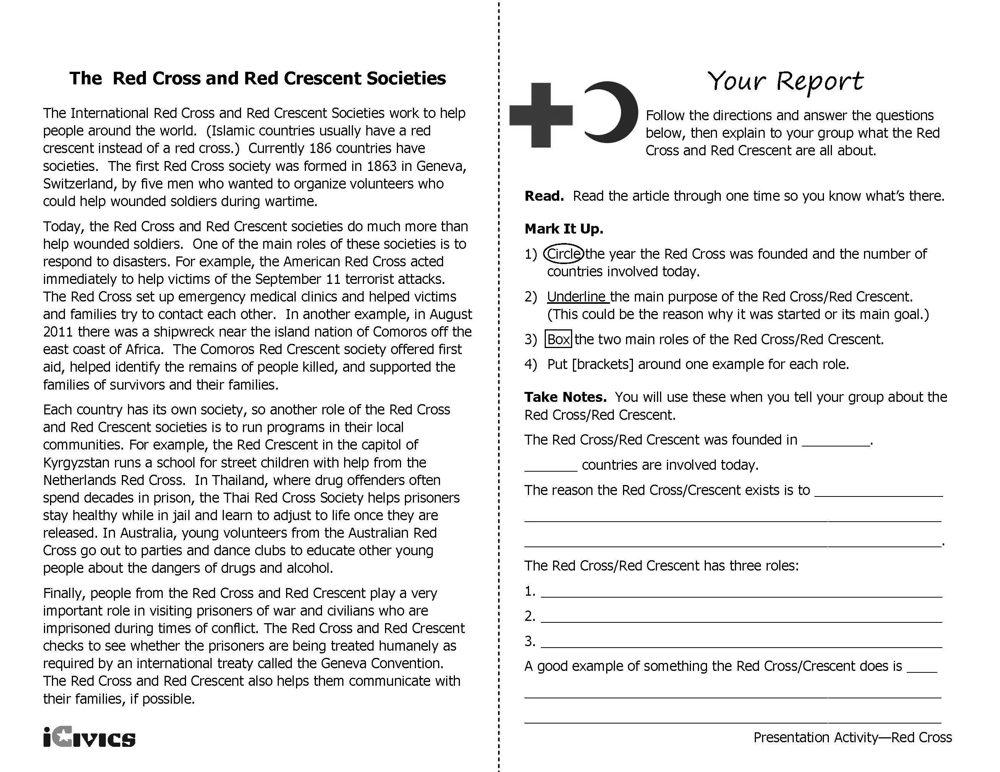 The  Red Cross and Red Crescent Societies
The International Red Cross and Red Crescent Societies work to help
people around the world.  (Islamic countries usually have a red
crescent instead of a red cross.)  Currently 186 countries have
societies.  The first Red Cross society was formed in 1863 in Geneva,
Switzerland, by five men who wanted to organize volunteers who
could help wounded soldiers during wartime.
Today, the Red Cross and Red Crescent societies do much more than
help wounded soldiers.  One of the main roles of these societies is to
respond to disasters. For example, the American Red Cross acted
immediately to help victims of the September 11 terrorist attacks.
The Red Cross set up emergency medical clinics and helped victims
and families try to contact each other.  In another example, in August
2011 there was a shipwreck near the island nation of Comoros off the
east coast of Africa.  The Comoros Red Crescent society offered first
aid, helped identify the remains of people killed, and supported the
families of survivors and their families.
Each country has its own society, so another role of the Red Cross
and Red Crescent societies is to run programs in their local
communities. For example, the Red Crescent in the capitol of
Kyrgyzstan runs a school for street children with help from the
Netherlands Red Cross.  In Thailand, where drug offenders often
spend decades in prison, the Thai Red Cross Society helps prisoners
stay healthy while in jail and learn to adjust to life once they are
released. In Australia, young volunteers from the Australian Red
Cross go out to parties and dance clubs to educate other young
people about the dangers of drugs and alcohol.
Finally, people from the Red Cross and Red Crescent play a very
important role in visiting prisoners of war and civilians who are
imprisoned during times of conflict. The Red Cross and Red Crescent
checks to see whether the prisoners are being treated humanely as
required by an international treaty called the Geneva Convention.
The Red Cross and Red Crescent also helps them communicate with
their families, if possible.
iCivics
Your Report
Follow the directions and answer the questions
below, then explain to your group what the Red
Cross and Red Crescent are all about.
Read.  Read the article through one time so you know what's there.
Mark It Up.
1) Circle the year the Red Cross was founded and the number of
countries involved today.
2) Underline the main purpose of the Red Cross/Red Crescent.
(This could be the reason why it was started or its main goal.)
3) Box the two main roles of the Red Cross/Red Crescent.
4) Put [brackets] around one example for each role.
Take Notes.  You will use these when you tell your group about the
Red Cross/Red Crescent.
The Red Cross/Red Crescent was founded in _________.
_______ countries are involved today.
The reason the Red Cross/Crescent exists is to _________________
_______________________________________________________
_______________________________________________________.
The Red Cross/Red Crescent has three roles:
1. _____________________________________________________
2. _____________________________________________________
3. _____________________________________________________
A good example of something the Red Cross/Crescent does is ____
_______________________________________________________
_______________________________________________________
Presentation Activity—Red Cross